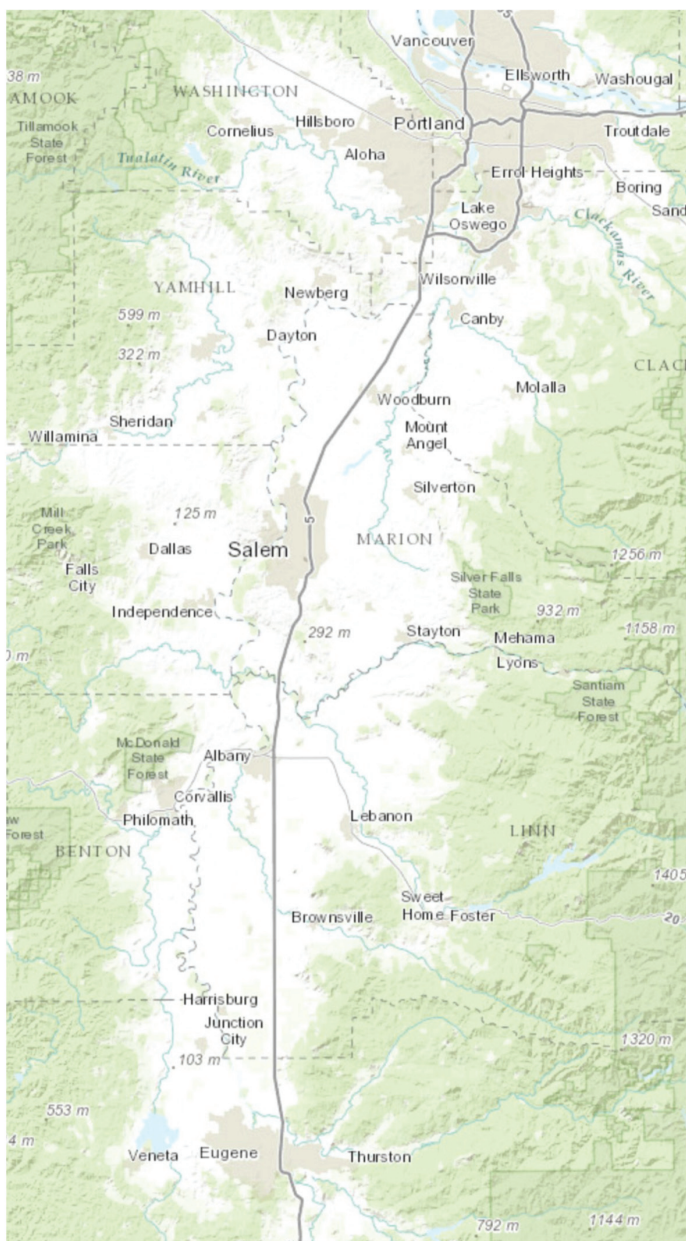 05
Vancouver
Ellsworth
Washougal
38 m
AMOOK
WASHINGTON
Tillamook
State
Forest
Cornelius
Hillsboro
Portland
Troutdale
Aloha
Tualatin River
Errol Heights
Boring
Sand
Lake
Oswego
Clackamas
River
YAMHILL
Newberg
Wilsonville
599 m
Canby
Dayton
322 m
CLAC
Molalla
Woodburn
Sheridan
Willamina
Mount
Angel
Silverton
Mill
Creek
Park
125 m
5
Dallas
Salem
MARION
1256 m
Falls
City
Silver Falls
State
Park
Independence
932 m
292 m
Stayton
Mehama
1158 m
0 m
Lyons
Santiam
State
Forest
McDonald
State
Forest
Albany
Corvallis
Philomath
Lebanon
aw
Forest
BENTON
LINN
1405
Sweet
Home
Foster
Brownsville
20
Harrisburg
Junction
City
1320 m
103 m
553 m
4 m
Veneta
Eugene
Thurston
792 m
1144 m